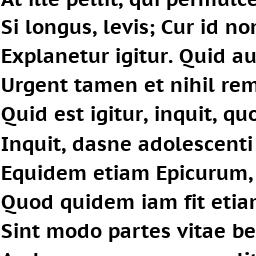 At ille pellit, qui permulce
Si longus, levis; Cur id non
Explanetur igitur. Quid au
Urgent tamen et nihil rem
Quid est igitur, inquit, quo
Inquit, dasne adolescenti
Equidem etiam Epicurum,
Quod quidem iam fit etiar
Sint modo partes vitae be